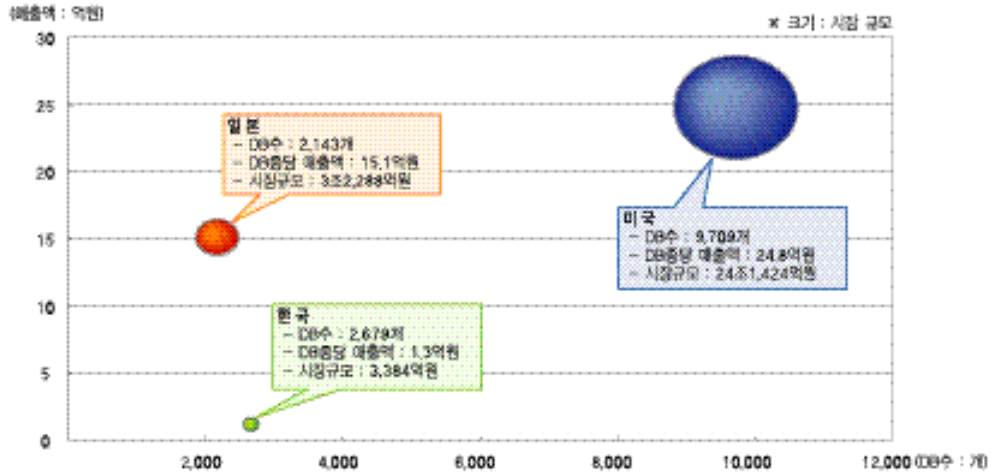 (매출액 : 억원)
※ 크기 : 시장 규모
30
25
20
15
10
5
0
일본
- DB수 : 2,143개
- DB종당 매출액 : 15.1억원
- 시장규모 : 3조2,288억원
미국
- DB수 : 9,709개
- DB종당 매출액 : 24.8억원
- 시장규모 : 24조1,424억원
한국
- DB수 : 2,679개
- DB종당 매출액 : 1.3억원
- 시장규모 : 3,384억원
2,000 4,000 6,000 8,000 10,000 12,000 (DB수 : 개)